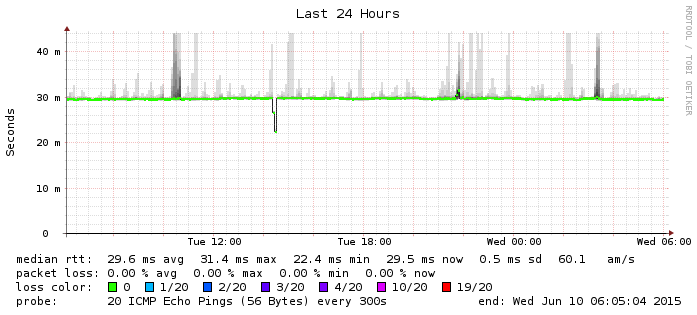 Last 24 Hours
RRDTOOL / TOBI OETIKER
Seconds
40 m
30 m
20 m
10 m
0
Tue 12:00 Tue 18:00 Wed 00:00 Wed 06:00
median rtt: 29.6 ms avg 31.4 ms max 22.4 ms min 29.5 ms now 0.5 ms sd 60.1 am/s
packet loss: 0.00 % avg 0.00 % max 0.00 % min 0.00 % now
loss color: 0 1/20 2/20 3/20 4/20 10/20 19/20
probe: 20 ICMP Echo Pings (56 Bytes) every 300s end: Wed Jun 10 06:05:04 2015